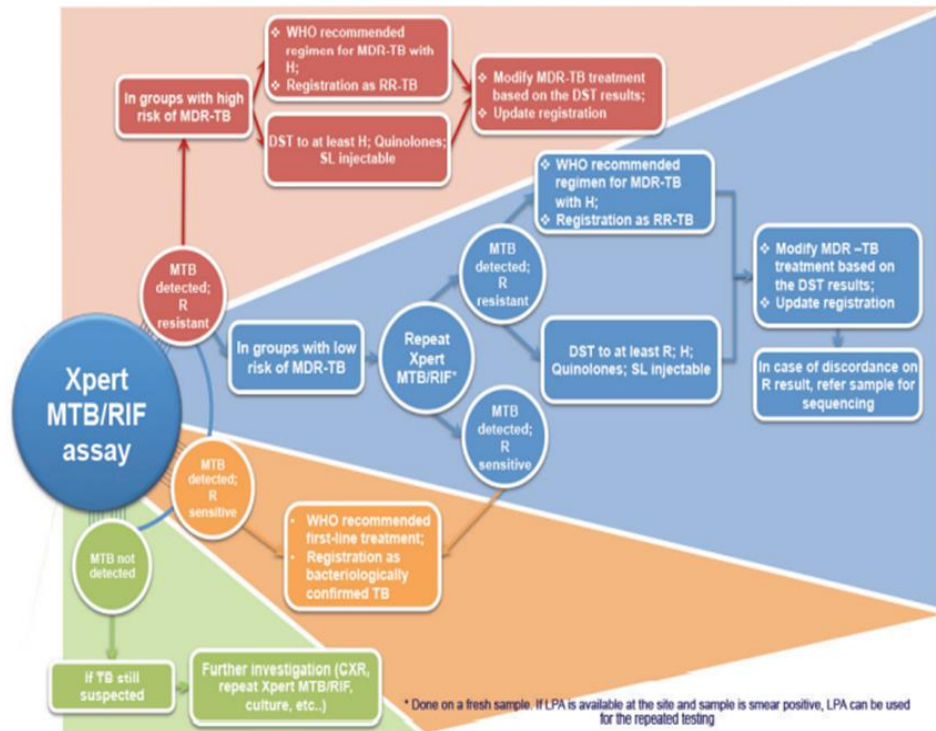 ❖ WHO recommended
regimen for MDR-TB with
H;
❖ Registration as RR-TB
In groups with high
risk of MDR-TB
DST to at least H; Quinolones;
SL injectable
❖ Modify MDR-TB treatment
based on the DST results;
❖ Update registration
MTB
detected;
R
resistant
Xpert
MTB/RIF
assay
In groups with low
risk of MDR-TB
Repeat
Xpert
MTB/RIF*
MTB
detected;
R
resistant
❖ WHO recommended
regimen for MDR-TB
with H;
❖ Registration as RR-TB
DST to at least R; H;
Quinolones; SL injectable
❖ Modify MDR –TB
treatment based on
the DST results;
❖ Update registration
In case of discordance on
R result, refer sample for
sequencing
MTB
detected;
R
sensitive
MTB
detected;
R
sensitive
• WHO recommended
first-line treatment;
• Registration as
bacteriologically
confirmed TB
MTB not
detected
If TB still
suspected
Further investigation (CXR,
repeat Xpert MTB/RIF,
culture, etc..)
* Done on a fresh sample. If LPA is available at the site and sample is smear positive, LPA can be used
for the repeated testing